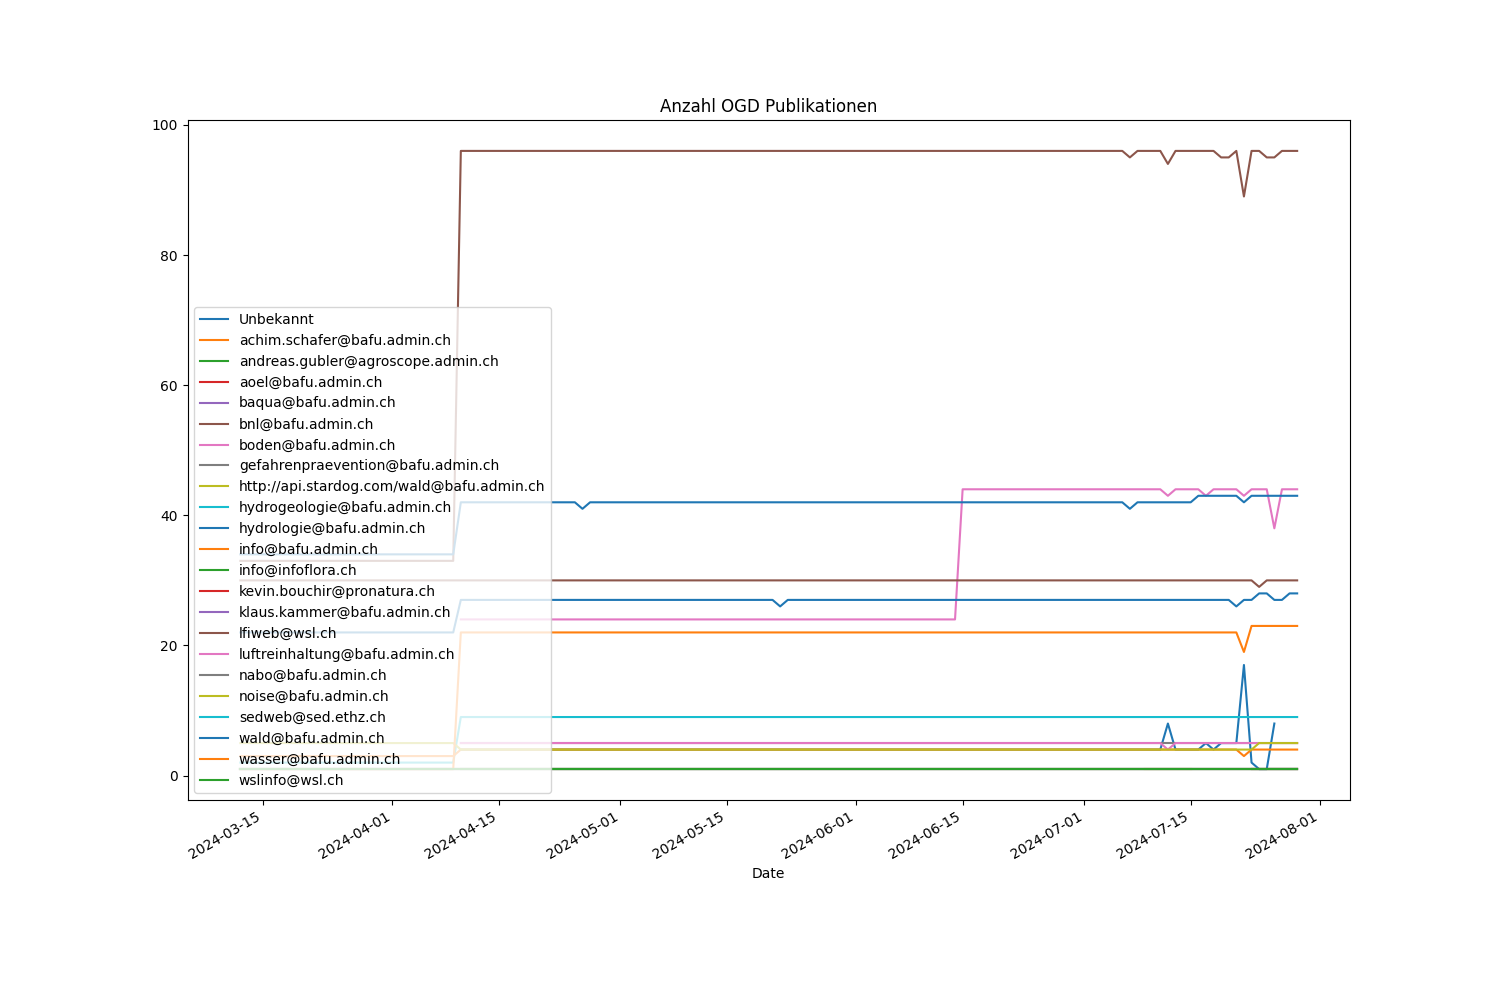 Anzahl OGD Publikationen
100
80
60
40
20
0
Unbekannt
achim.schafer@bafu.admin.ch
andreas.gubler@agroscope.admin.ch
aoel@bafu.admin.ch
baqua@bafu.admin.ch
bnl@bafu.admin.ch
boden@bafu.admin.ch
gefahrenpraevention@bafu.admin.ch
http://api.stardog.com/wald@bafu.admin.ch
hydrogeologie@bafu.admin.ch
hydrologie@bafu.admin.ch
info@bafu.admin.ch
info@infoflora.ch
kevin.bouchir@pronatura.ch
klaus.kammer@bafu.admin.ch
lfiweb@wsl.ch
luftreinhaltung@bafu.admin.ch
nabo@bafu.admin.ch
noise@bafu.admin.ch
sedweb@sed.ethz.ch
wald@bafu.admin.ch
wasser@bafu.admin.ch
wslinfo@wsl.ch
2024-03-15
2024-04-01
2024-04-15
2024-05-01
2024-05-15
2024-06-01
2024-06-15
2024-07-01
2024-07-15
2024-08-01
Date